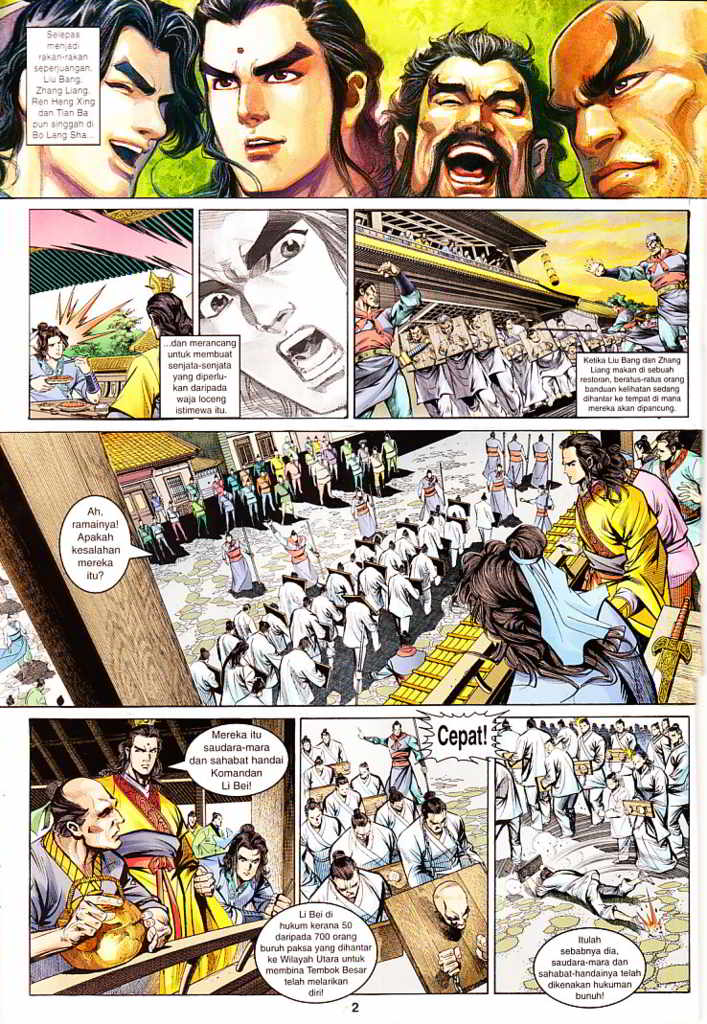 Selepas
menjadi
rakan-rakan
seperjuangan,
Liu Bang,
Zhang Liang,
Ren Heng Xing
dan Tian Ba
pun singgah di
Bo Lang Sha...
...dan merancang
untuk membuat
senjata-senjata
yang diperlu-
kan daripada
waja loceng
istimewa itu.
Ketika Liu Bang dan Zhang
Liang makan di sebuah
restoran, beratus-ratus orang
banduan kelihatan sedang
dihantar ke tempat di mana
mereka akan dipancung.
Ah,
ramainya!
Apakah
kesalahan
mereka
itu?
Mereka itu
saudara-mara
dan sahabat handai
Komandan
Li Bei!
Li Bei di
hukum kerana 50
daripada 700 orang
buruh paksa yang dihantar
ke Wilayah Utara untuk
membina Tembok Besar
telah melarikan
diri!
Cepat!
Itulah
sebabnya dia,
saudara-mara dan
sahabat-handainya telah
dikenakan hukuman
bunuh!
2